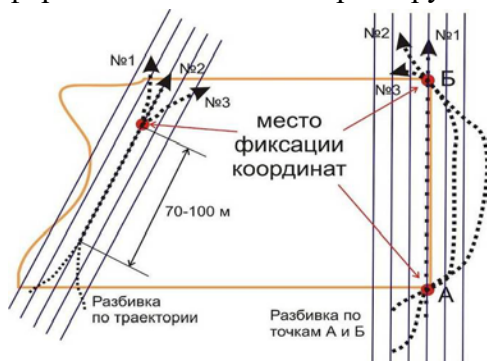 №1
№2
№3
№2
№1
№3
Б
место
фиксации
координат
70-100 м
А
Разбивка
по траектории
Разбивка по
точкам А и Б